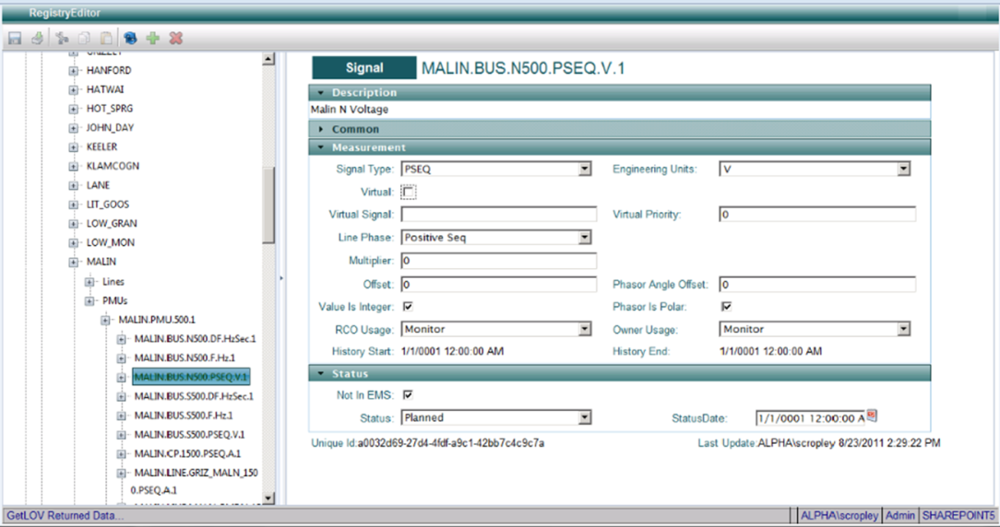 RegistryEditor
HANFORD
HATWAI
HOT_SPRG
JOHN_DAY
KEELER
KLAMCOGN
LANE
LIT_GOOS
LOW_GRAN
LOW_MON
MALIN
Lines
PMUs
MALIN.PMU.500.1
MALIN.BUS.N500.DF.HzSec.1
MALIN.BUS.N500.F.Hz.1
MALIN.BUS.N500.PSEQ.V.1
MALIN.BUS.S500.DF.HzSec.1
MALIN.BUS.S500.F.Hz.1
MALIN.BUS.S500.PSEQ.V.1
MALIN.CP.1500.PSEQ.A.1
MALIN.LINE.GRIZ_MALN_150
0.PSEQ.A.1
Signal MALIN.BUS.N500.PSEQ.V.1
Description
Malin N Voltage
Common
Measurement
Signal Type: PSEQ Engineering Units: V
Virtual:
Virtual Signal: Virtual Priority: 0
Line Phase: Positive Seq
Multiplier: 0
Offset: 0 Phasor Angle Offset: 0
Value Is Integer: Phasor Is Polar:
RCO Usage: Monitor Owner Usage: Monitor
History Start: 1/1/0001 12:00:00 AM History End: 1/1/0001 12:00:00 AM
Status
Not In EMS:
Status: Planned StatusDate: 1/1/0001 12:00:00 A
Unique Id:a0032d69-27d4-4fdf-a9c1-42bb7c4c9c7a Last Update:ALPHA\scropley 8/23/2011 2:29:22 PM
GetLOV Returned Data... ALPHA\scropley Admin SHAREPOINT5